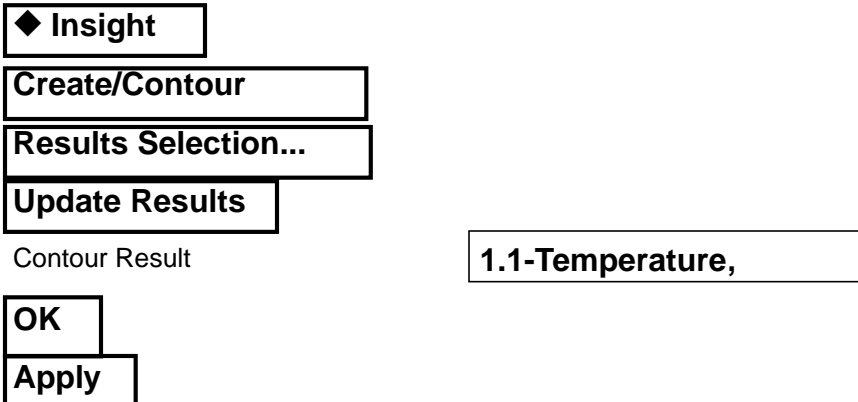 ◆ Insight
Create/Contour
Results Selection...
Update Results
Contour Result 1.1-Temperature,
OK
Apply